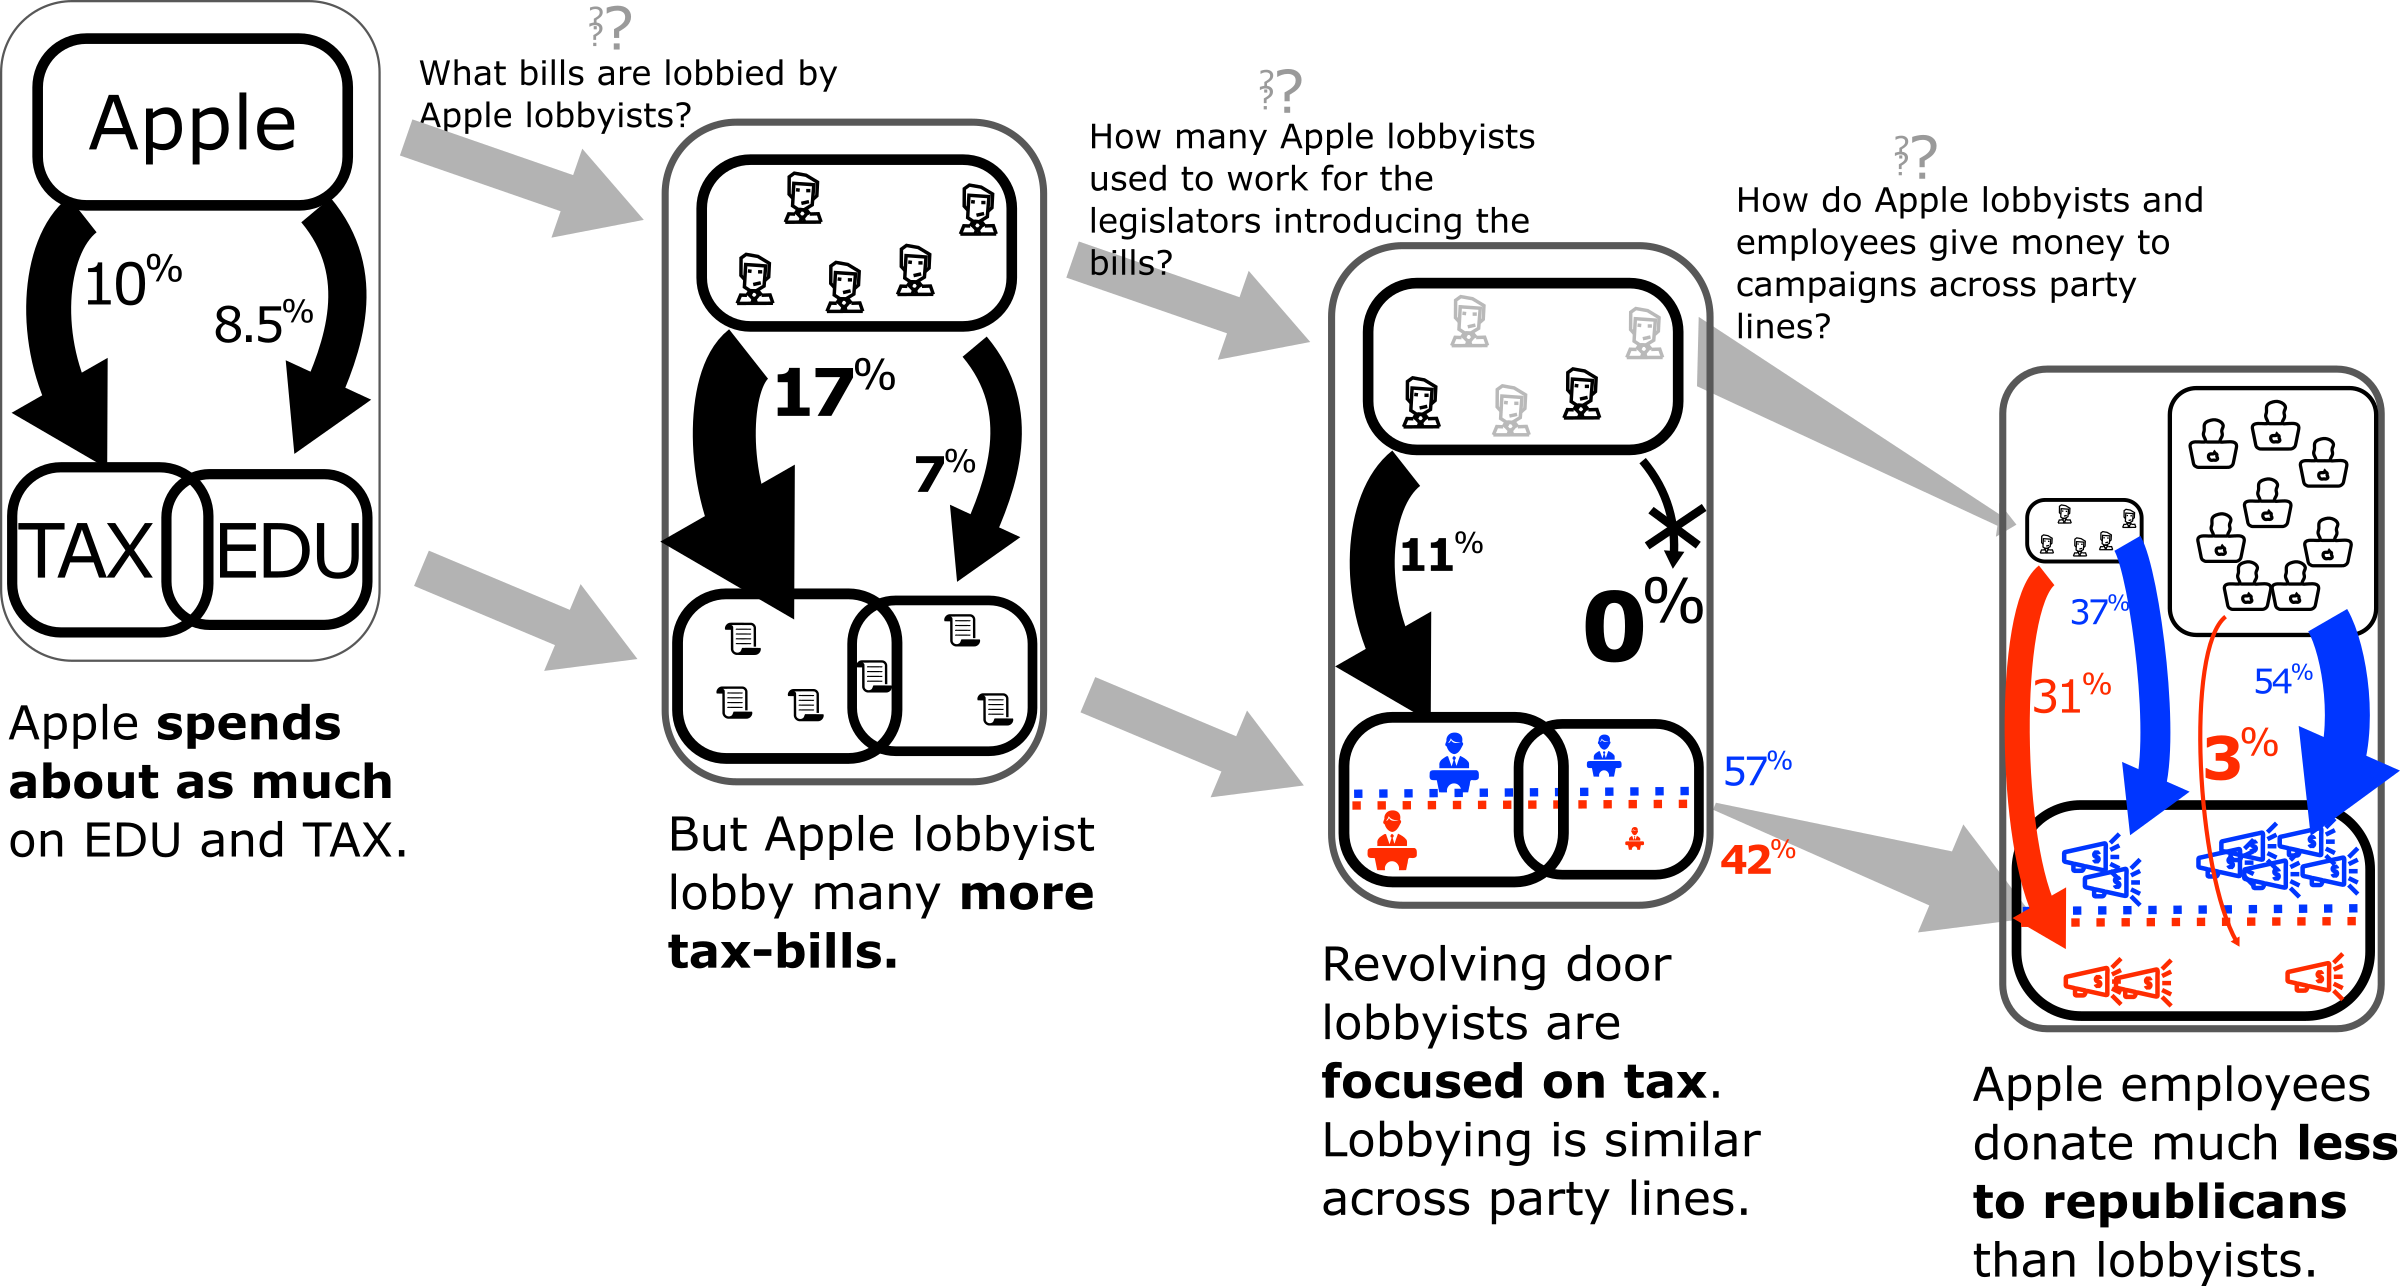 Apple
10%
8.5%
TAX
EDU
Apple spends
about as much
on EDU and TAX.
???
What bills are lobbied by
Apple lobbyists?
17%
7%
But Apple lobbyist
lobby many more
tax-bills.
???
How many Apple lobbyists
used to work for the
legislators introducing the
bills?
11%
0%
57%
42%
Revolving door
lobbyists are
focused on tax.
Lobbying is similar
across party lines.
???
How do Apple lobbyists and
employees give money to
campaigns across party
lines?
37%
31%
54%
3%
$ $ $ $ $ $ $
$ $ $
Apple employees
donate much less
to republicans
than lobbyists.